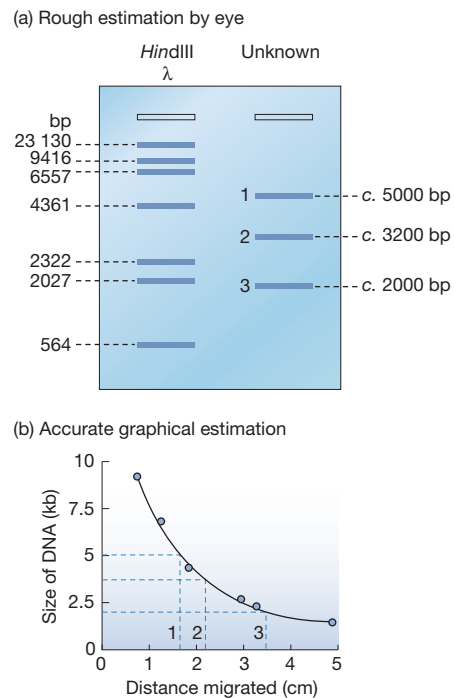 (a) Rough estimation by eye
HindIII
λ
Unknown
bp
23 130
9416
6557
4361
2322
2027
564
1
c. 5000 bp
2
c. 3200 bp
3
c. 2000 bp
(b) Accurate graphical estimation
Size of DNA (kb)
10
7.5
5
2.5
0
1
2
3
0
1
2
3
4
5
Distance migrated (cm)